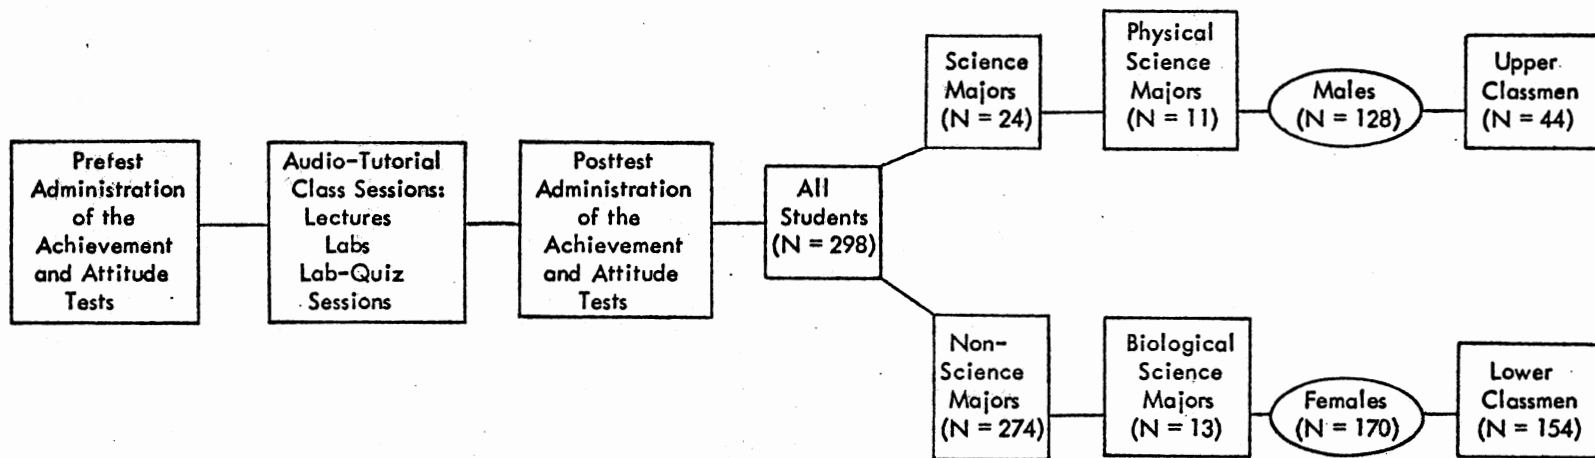 Prefest
Administration
of the
Achievement
and Attitude
Tests
Audio-Tutorial
Class Sessions:
Lectures
Labs
Lab-Quiz
Sessions
Posttest
Administration
of the
Achievement
and Attitude
Tests
All
Students
(N = 298)
Science
Majors
(N = 24)
Physical
Science
Majors
(N = 11)
Males
(N = 128)
Upper
Classmen
(N = 44)
Non-
Science
Majors
(N = 274)
Biological
Science
Majors
(N = 13)
Females
(N = 170)
Lower
Classmen
(N = 154)